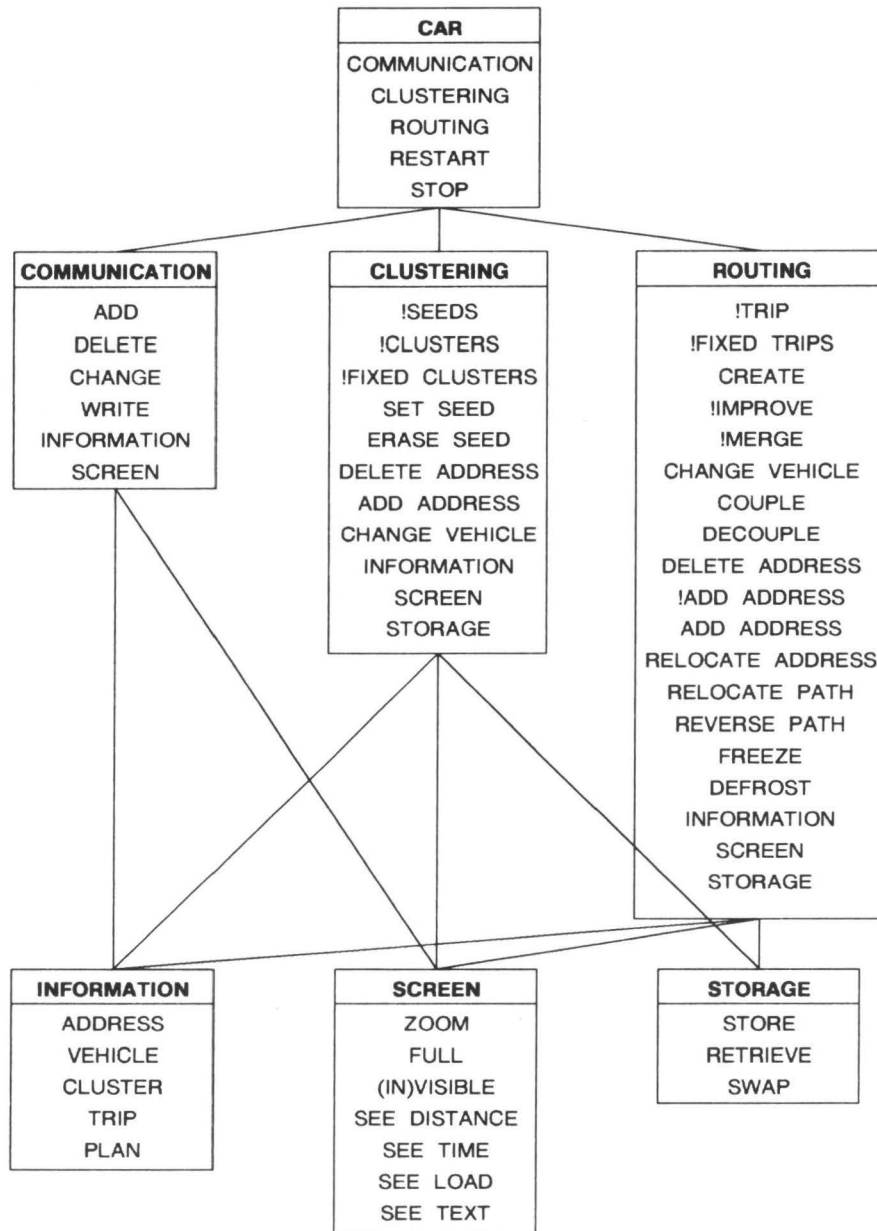 CAR
COMMUNICATION
CLUSTERING
ROUTING
RESTART
STOP
COMMUNICATION
ADD
DELETE
CHANGE
WRITE
INFORMATION
SCREEN
CLUSTERING
!SEEDS
!CLUSTERS
!FIXED CLUSTERS
SET SEED
ERASE SEED
DELETE ADDRESS
ADD ADDRESS
CHANGE VEHICLE
INFORMATION
SCREEN
STORAGE
ROUTING
!TRIP
!FIXED TRIPS
CREATE
!IMPROVE
!MERGE
CHANGE VEHICLE
COUPLE
DECOUPLE
DELETE ADDRESS
!ADD ADDRESS
ADD ADDRESS
RELOCATE ADDRESS
RELOCATE PATH
REVERSE PATH
FREEZE
DEFROST
INFORMATION
SCREEN
STORAGE
INFORMATION
ADDRESS
VEHICLE
CLUSTER
TRIP
PLAN
SCREEN
ZOOM
FULL
(IN)VISIBLE
SEE DISTANCE
SEE TIME
SEE LOAD
SEE TEXT
STORAGE
STORE
RETRIEVE
SWAP